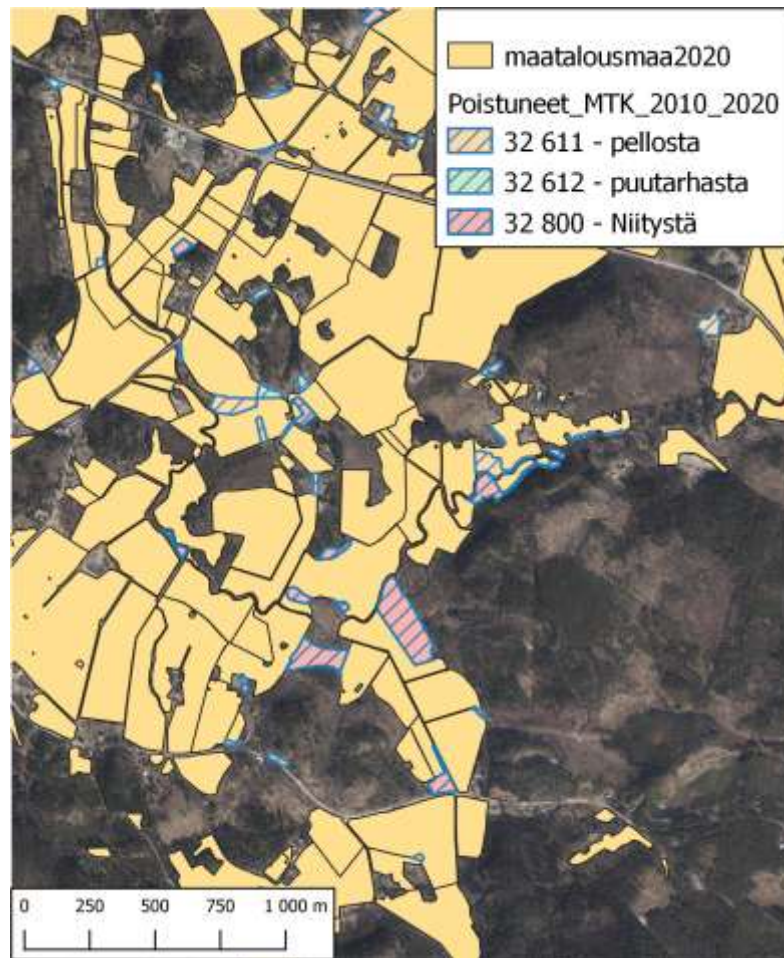 maatalousmaa2020
Poistuneet_MTK_2010_2020
32 611 - pellosta
32 612 - puutarhasta
32 800 - Niitystä
0 250 500 750 1 000 m